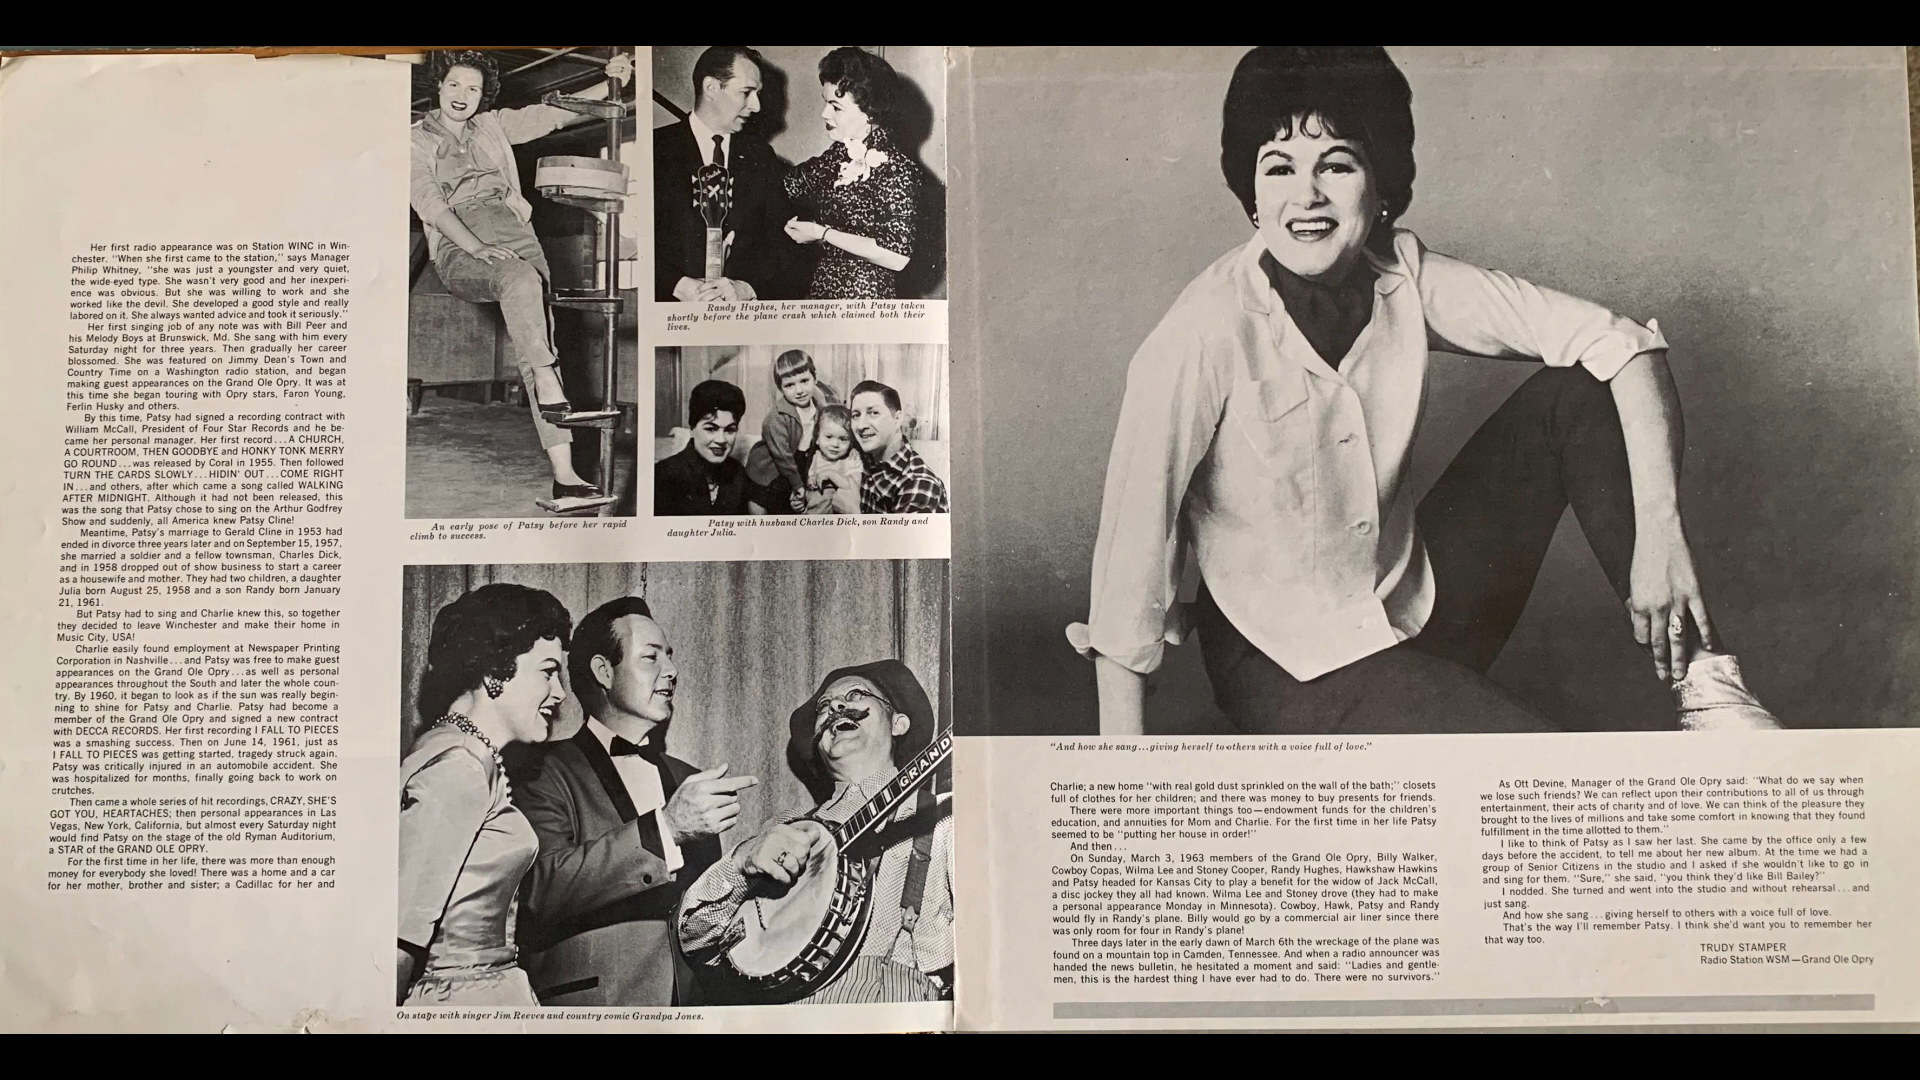 Her first radio appearance was on Station WINC in Win-
chester. "When she first came to the station," says Manager
Philip Whitney, "she was just a youngster and very quiet,
the wide-eyed type. She wasn't very good and her inexperi-
ence was obvious. But she was willing to work and she
worked like the devil. She developed a good style and really
labored on it. She always wanted advice and took it seriously."
Her first singing job of any note was with Bill Peer and
his Melody Boys at Brunswick, Md. She sang with him every
Saturday night for three years. Then gradually her career
blossomed. She was featured on Jimmy Dean's Town and
Country Time on a Washington radio station, and began
making guest appearances on the Grand Ole Opry. It was at
this time she began touring with Opry stars, Faron Young,
Ferlin Husky and others.
By this time, Patsy had signed a recording contract with
William McCall, President of Four Star Records and he be-
came her personal manager. Her first record...A CHURCH,
A COURTROOM, THEN GOODBYE and HONKY TONK MERRY
GO ROUND...was released by Coral in 1955. Then followed
TURN THE CARDS SLOWLY...HIDIN' OUT...COME RIGHT
IN...and others, after which came a song called WALKING
AFTER MIDNIGHT. Although it had not been released, this
was the song that Patsy chose to sing on the Arthur Godfrey
Show and suddenly, all America knew Patsy Cline!
Meantime, Patsy's marriage to Gerald Cline in 1953 had
ended in divorce three years later and on September 15, 1957,
she married a soldier and a fellow townsman, Charles Dick,
and in 1958 dropped out of show business to start a career
as a housewife and mother. They had two children, a daughter
Julia born August 25, 1958 and a son Randy born January
21, 1961.
But Patsy had to sing and Charlie knew this, so together
they decided to leave Winchester and make their home in
Music City, USA!
Charlie easily found employment at Newspaper Printing
Corporation in Nashville...and Patsy was free to make guest
appearances on the Grand Ole Opry...as well as personal
appearances throughout the South and later the whole coun-
try. By 1960, it began to look as if the sun was really begin-
ning to shine for Patsy and Charlie. Patsy had become a
member of the Grand Ole Opry and signed a new contract
with DECCA RECORDS. Her first recording I FALL TO PIECES
was a smashing success. Then on June 14, 1961, just as
I FALL TO PIECES was getting started, tragedy struck again.
Patsy was critically injured in an automobile accident. She
was hospitalized for months, finally going back to work on
crutches.
Then came a whole series of hit recordings, CRAZY, SHE'S
GOT YOU, HEARTACHES; then personal appearances in Las
Vegas, New York, California, but almost every Saturday night
would find Patsy on the stage of the old Ryman Auditorium,
a STAR of the GRAND OLE OPRY.
For the first time in her life, there was more than enough
money for everybody she loved! There was a home and a car
for her mother, brother and sister; a Cadillac for her and
An early pose of Patsy before her rapid
climb to success.
Randy Hughes, her manager, with Patsy taken
shortly before the plane crash which claimed both their
lives.
Patsy with husband Charles Dick, son Randy and
daughter Julia.
GRAND
On stage with singer Jim Reeves and country comic Grandpa Jones.
"And how she sang...giving herself to others with a voice full of love."
Charlie; a new home "with real gold dust sprinkled on the wall of the bath;" closets
full of clothes for her children; and there was money to buy presents for friends.
There were more important things too—endowment funds for the children's
education, and annuities for Mom and Charlie. For the first time in her life Patsy
seemed to be "putting her house in order!"
And then...
On Sunday, March 3, 1963 members of the Grand Ole Opry, Billy Walker,
Cowboy Copas, Wilma Lee and Stoney Cooper, Randy Hughes, Hawkshaw Hawkins
and Patsy headed for Kansas City to play a benefit for the widow of Jack McCall,
a disc jockey they all had known. Wilma Lee and Stoney drove (they had to make
a personal appearance Monday in Minnesota). Cowboy, Hawk, Patsy and Randy
would fly in Randy's plane. Billy would go by a commercial air liner since there
was only room for four in Randy's plane!
Three days later in the early dawn of March 6th the wreckage of the plane was
found on a mountain top in Camden, Tennessee. And when a radio announcer was
handed the news bulletin, he hesitated a moment and said: "Ladies and gentle-
men, this is the hardest thing I have ever had to do. There were no survivors."
As Ott Devine, Manager of the Grand Ole Opry said: "What do we say when
we lose such friends? We can reflect upon their contributions to all of us through
entertainment, their acts of charity and of love. We can think of the pleasure they
brought to the lives of millions and take some comfort in knowing that they found
fulfillment in the time allotted to them."
I like to think of Patsy as I saw her last. She came by the office only a few
days before the accident, to tell me about her new album. At the time we had a
group of Senior Citizens in the studio and I asked if she wouldn't like to go in
and sing for them. "Sure," she said, "you think they'd like Bill Bailey?"
I nodded. She turned and went into the studio and without rehearsal...and
just sang.
And how she sang...giving herself to others with a voice full of love.
That's the way I'll remember Patsy. I think she'd want you to remember her
that way too.
TRUDY STAMPER
Radio Station WSM—Grand Ole Opry